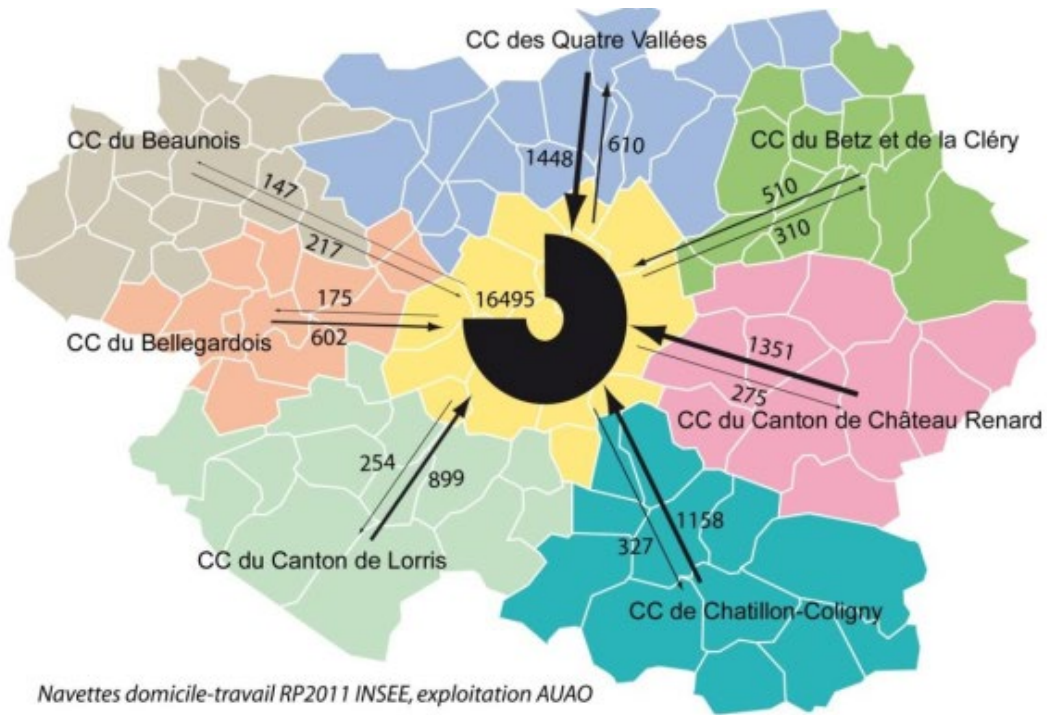 CC des Quatre Vallées
CC du Beaunois
1448
610
CC du Betz et de la Cléry
147
510
217
310
16495
175
CC du Bellegardois
602
1351
275
CC du Canton de Château Renard
254
899
1158
327
CC du Canton de Lorris
CC de Chatillon-Coligny
Navettes domicile-travail RP2011 INSEE, exploitation AUAO